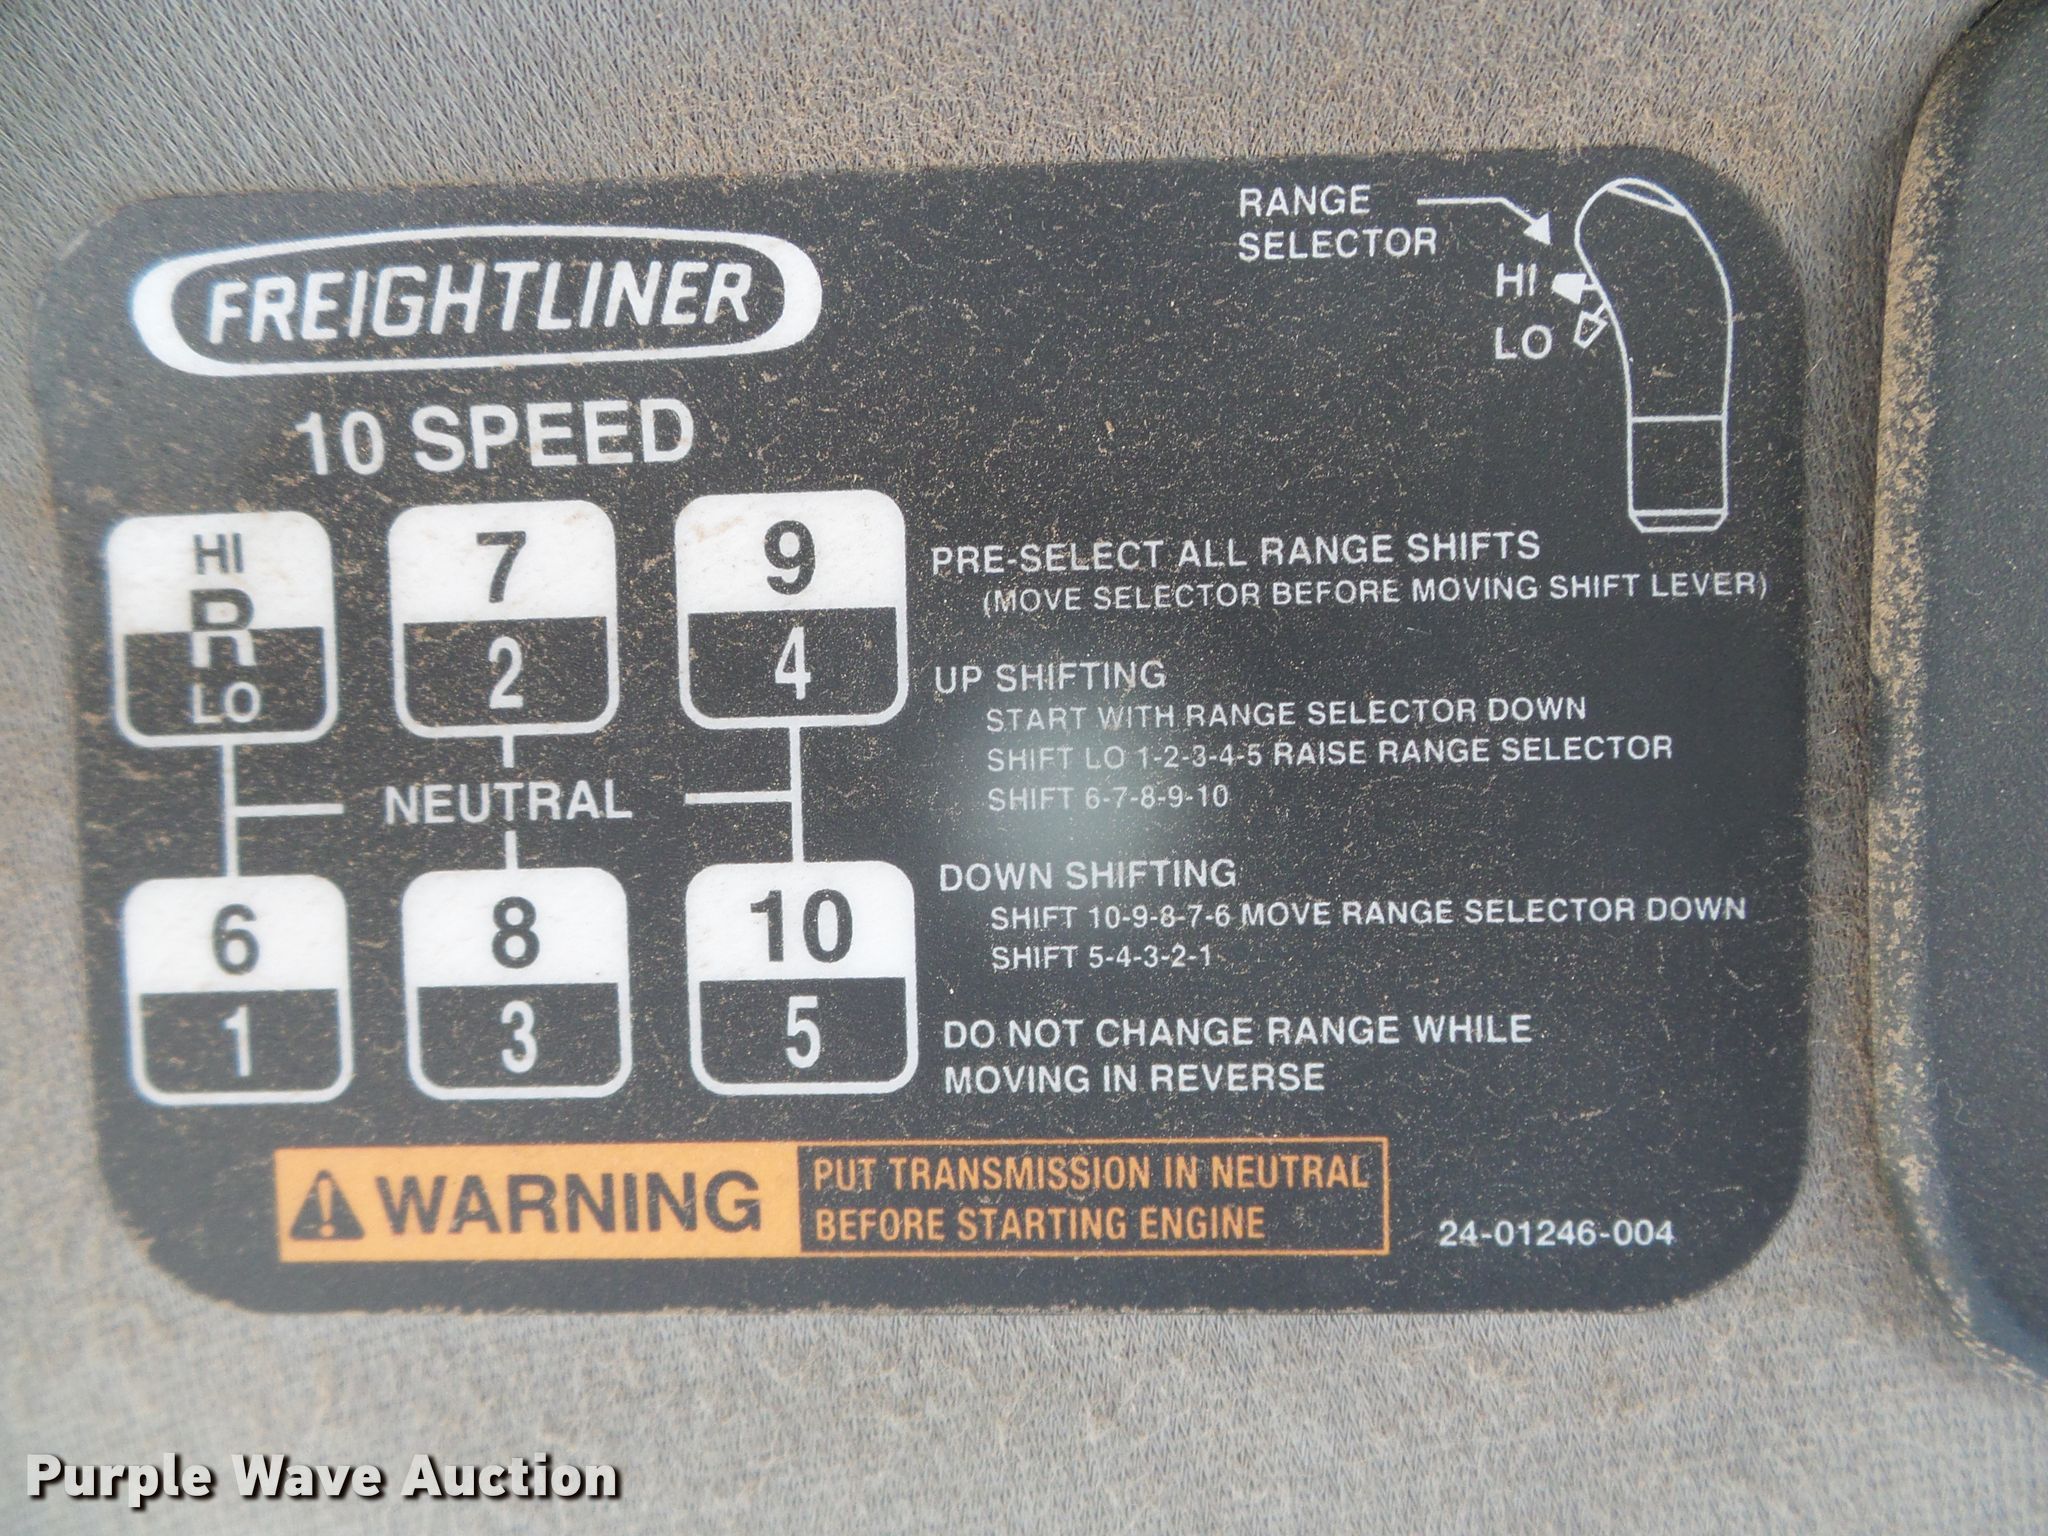 FREIGHTLINER
10 SPEED
RANGE
SELECTOR
HI
LO
HI
R
LO
7
2
9
4
NEUTRAL
6
1
8
3
10
5
PRE-SELECT ALL RANGE SHIFTS
(MOVE SELECTOR BEFORE MOVING SHIFT LEVER)
UP SHIFTING
START WITH RANGE SELECTOR DOWN
SHIFT LO 1-2-3-4-5 RAISE RANGE SELECTOR
SHIFT 6-7-8-9-10
DOWN SHIFTING
SHIFT 10-9-8-7-6 MOVE RANGE SELECTOR DOWN
SHIFT 5-4-3-2-1
DO NOT CHANGE RANGE WHILE
MOVING IN REVERSE
WARNING
PUT TRANSMISSION IN NEUTRAL
BEFORE STARTING ENGINE
24-01246-004
Purple Wave Auction